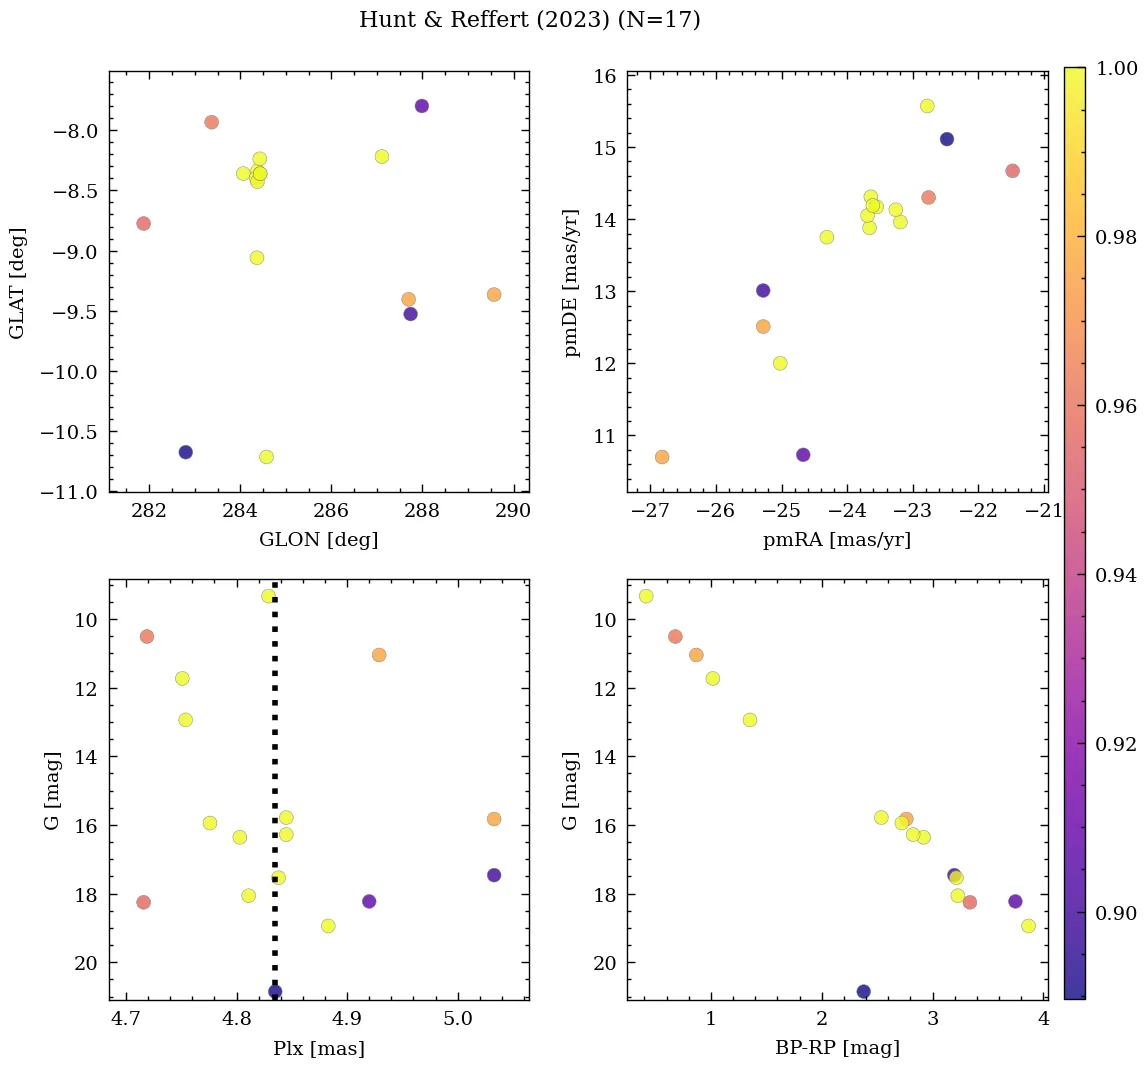 Hunt & Reffert (2023) (N=17)
−8.0
−8.5
−9.0
−9.5
−10.0
−10.5
−11.0
GLAT [deg]
282 284 286 288 290
GLON [deg]
16
15
14
13
12
11
pmDE [mas/yr]
−27 −26 −25 −24 −23 −22 −21
pmRA [mas/yr]
10
12
14
16
18
20
G [mag]
4.7 4.8 4.9 5.0
Plx [mas]
10
12
14
16
18
20
G [mag]
1 2 3 4
BP-RP [mag]
1.00
0.98
0.96
0.94
0.92
0.90